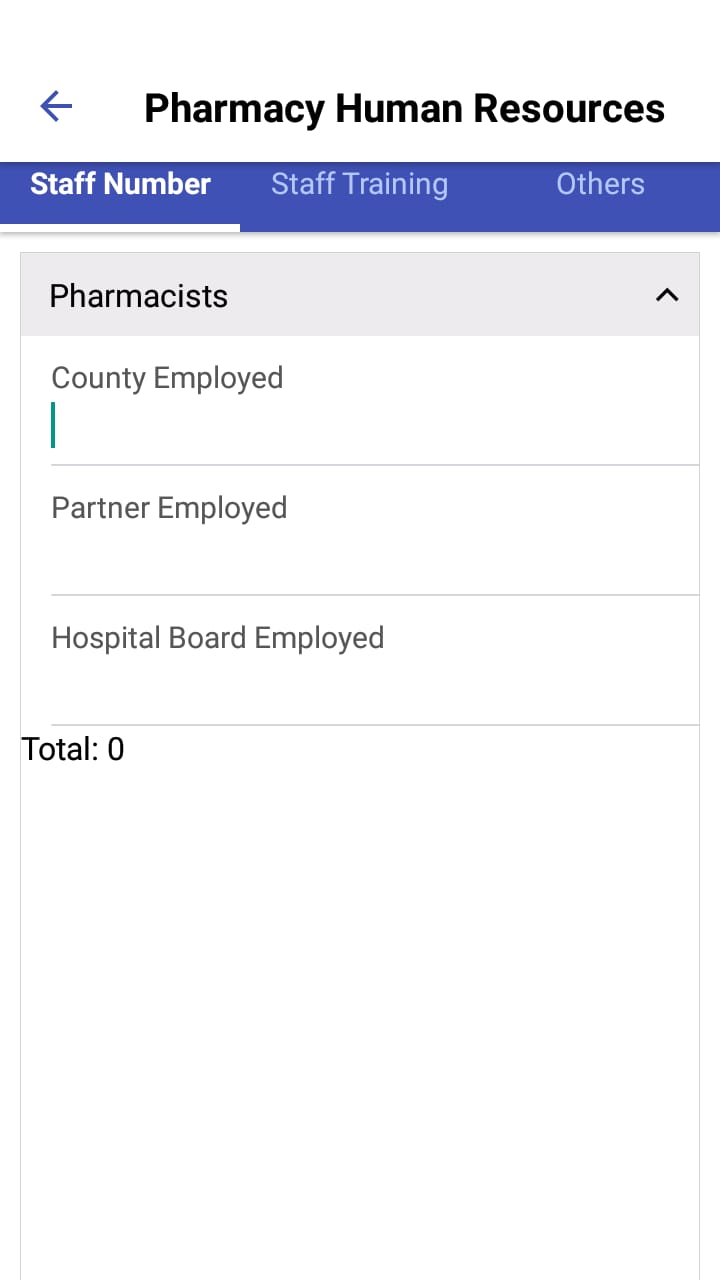 Pharmacy Human Resources
Staff Number Staff Training Others
Pharmacists
County Employed
Partner Employed
Hospital Board Employed
Total: 0